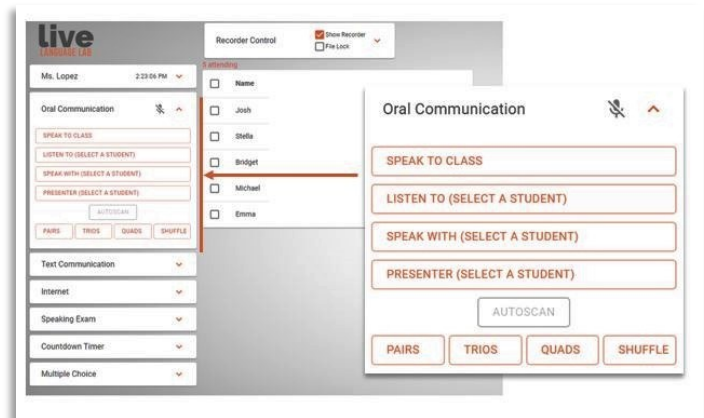 live
LANGUAGE LAB
Recorder Control
Show Recorder
File Lock
5 attending
Ms. Lopez 2:23:06 PM
Name
Josh
Stella
Bridget
Michael
Emma
Oral Communication
SPEAK TO CLASS
LISTEN TO (SELECT A STUDENT)
SPEAK WITH (SELECT A STUDENT)
PRESENTER (SELECT A STUDENT)
AUTOSCAN
PAIRS TRIOS QUADS SHUFFLE
Text Communication
Internet
Speaking Exam
Countdown Timer
Multiple Choice
Oral Communication
SPEAK TO CLASS
LISTEN TO (SELECT A STUDENT)
SPEAK WITH (SELECT A STUDENT)
PRESENTER (SELECT A STUDENT)
AUTOSCAN
PAIRS TRIOS QUADS SHUFFLE